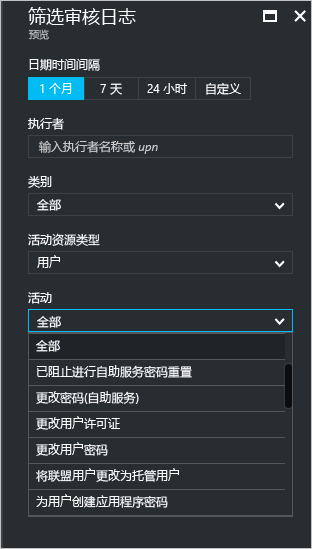 筛选审核日志
预览
日期时间间隔
1 个月 7 天 24 小时 自定义
执行者
输入执行者名称或 upn
类别
全部
活动资源类型
用户
活动
全部
全部
已阻止进行自助服务密码重置
更改密码(自助服务)
更改用户许可证
更改用户密码
将联盟用户更改为托管用户
为用户创建应用程序密码